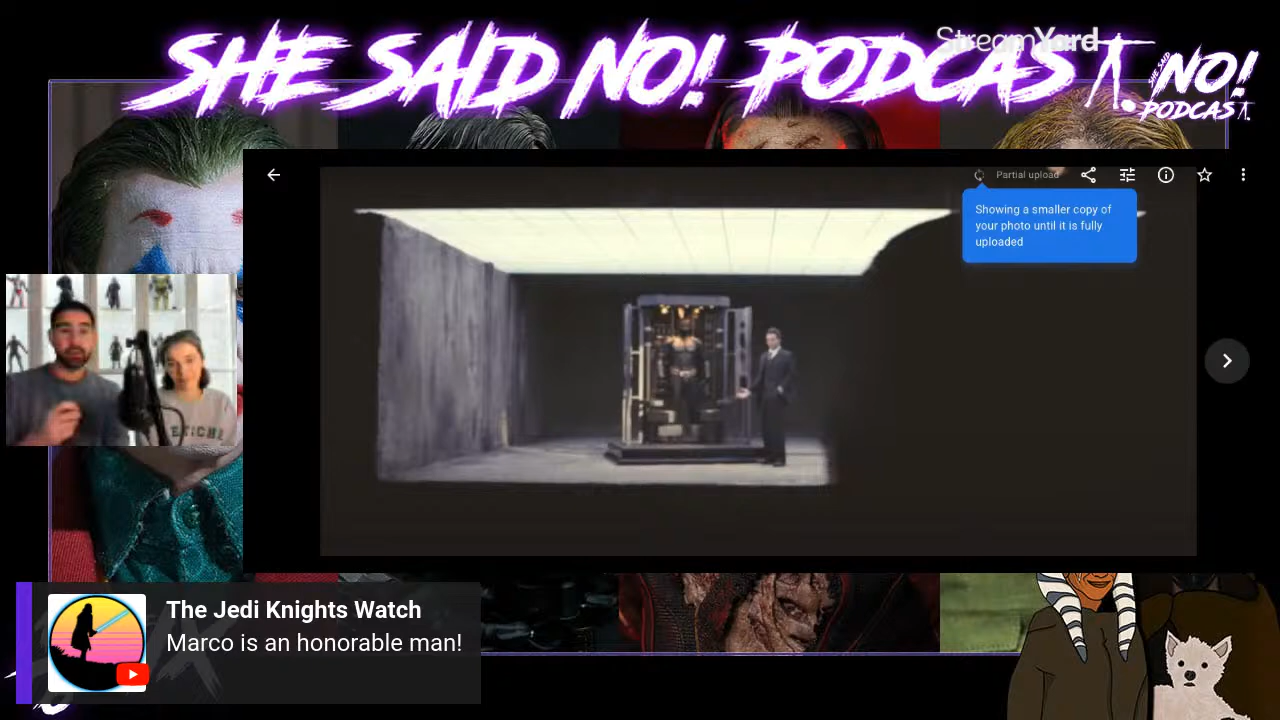 SHE SAID NO! PODCAST.
StreamYard
SHE SAID
NO!
PODCAST
Partial upload
Showing a smaller copy of
your photo until it is fully
uploaded
The Jedi Knights Watch
Marco is an honorable man!